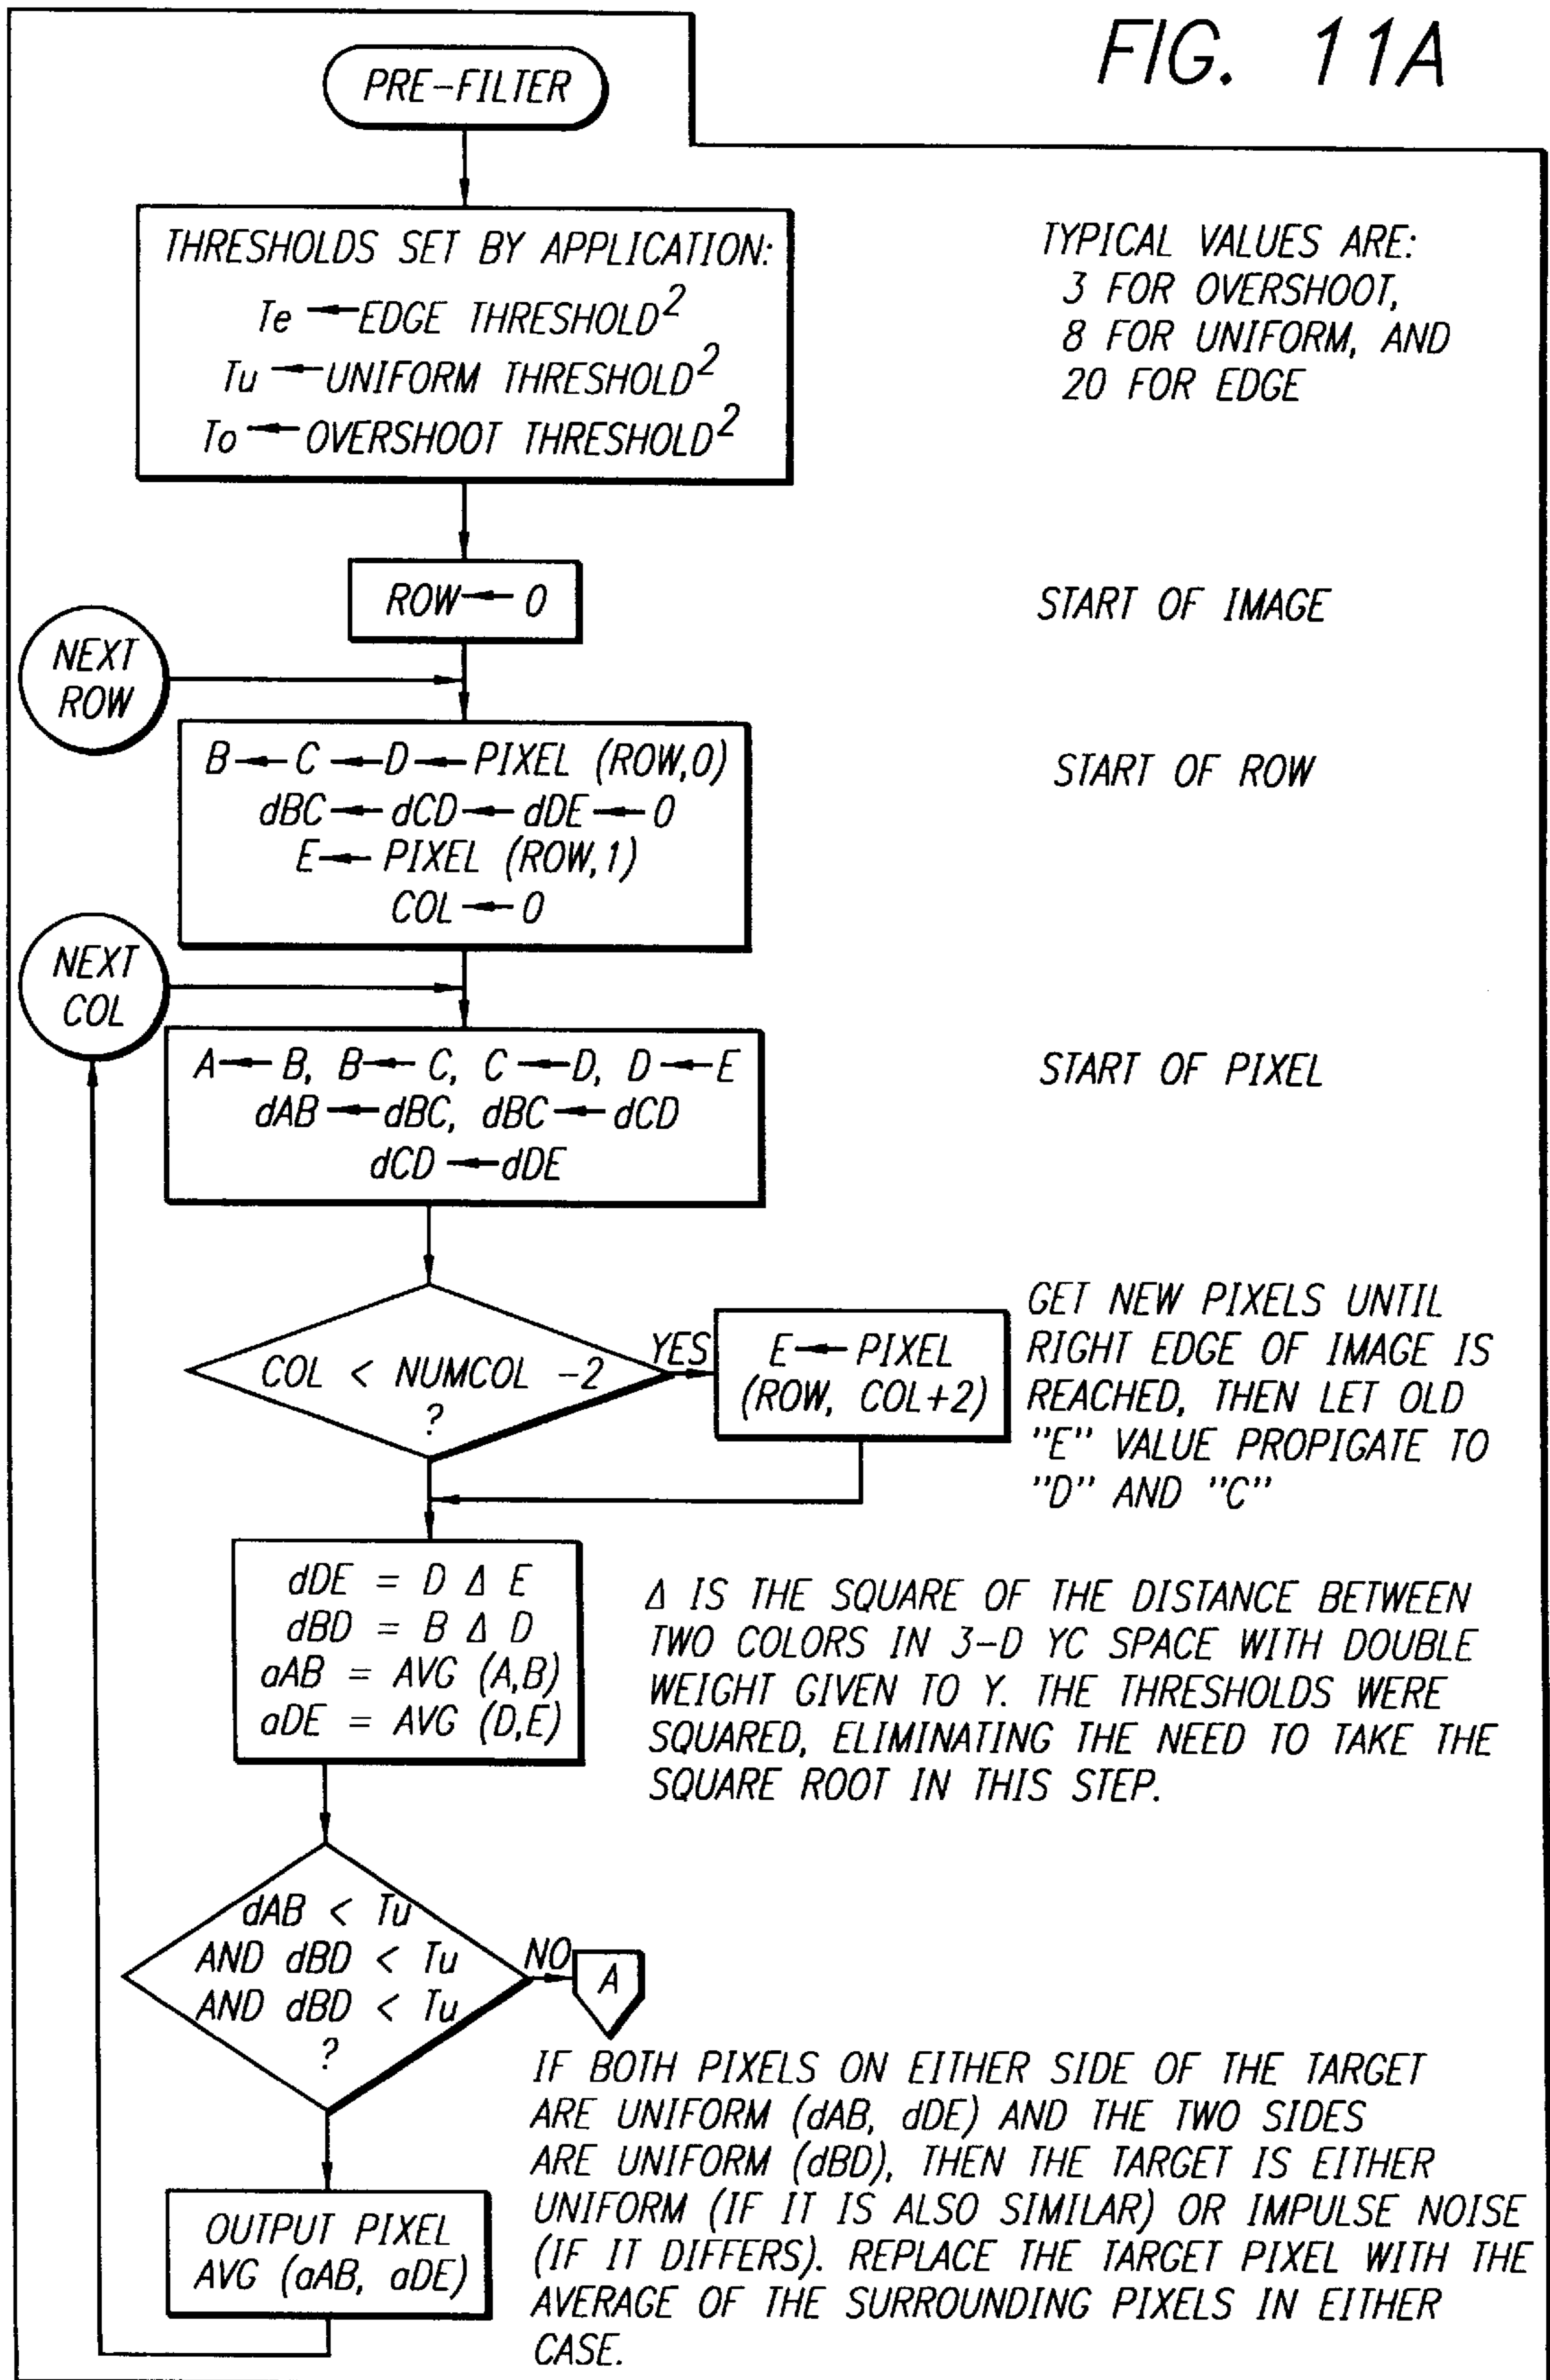 FIG. 11A
PRE-FILTER
THRESHOLDS SET BY APPLICATION:
Te ← EDGE THRESHOLD²
Tu ← UNIFORM THRESHOLD²
To ← OVERSHOOT THRESHOLD²
TYPICAL VALUES ARE:
3 FOR OVERSHOOT,
8 FOR UNIFORM, AND
20 FOR EDGE
ROW ← 0
START OF IMAGE
NEXT
ROW
B ← C ← D ← PIXEL (ROW,0)
dBC ← dCD ← dDE ← 0
E ← PIXEL (ROW,1)
COL ← 0
START OF ROW
NEXT
COL
A ← B, B ← C, C ← D, D ← E
dAB ← dBC, dBC ← dCD
dCD ← dDE
START OF PIXEL
COL < NUMCOL -2
?
YES
E ← PIXEL
(ROW, COL+2)
GET NEW PIXELS UNTIL
RIGHT EDGE OF IMAGE IS
REACHED, THEN LET OLD
"E" VALUE PROPIGATE TO
"D" AND "C"
dDE = D Δ E
dBD = B Δ D
aAB = AVG (A,B)
aDE = AVG (D,E)
Δ IS THE SQUARE OF THE DISTANCE BETWEEN
TWO COLORS IN 3-D YC SPACE WITH DOUBLE
WEIGHT GIVEN TO Y. THE THRESHOLDS WERE
SQUARED, ELIMINATING THE NEED TO TAKE THE
SQUARE ROOT IN THIS STEP.
dAB < Tu
AND dBD < Tu
AND dBD < Tu
?
NO
A
IF BOTH PIXELS ON EITHER SIDE OF THE TARGET
ARE UNIFORM (dAB, dDE) AND THE TWO SIDES
ARE UNIFORM (dBD), THEN THE TARGET IS EITHER
UNIFORM (IF IT IS ALSO SIMILAR) OR IMPULSE NOISE
(IF IT DIFFERS). REPLACE THE TARGET PIXEL WITH THE
AVERAGE OF THE SURROUNDING PIXELS IN EITHER
CASE.
OUTPUT PIXEL
AVG (aAB, aDE)